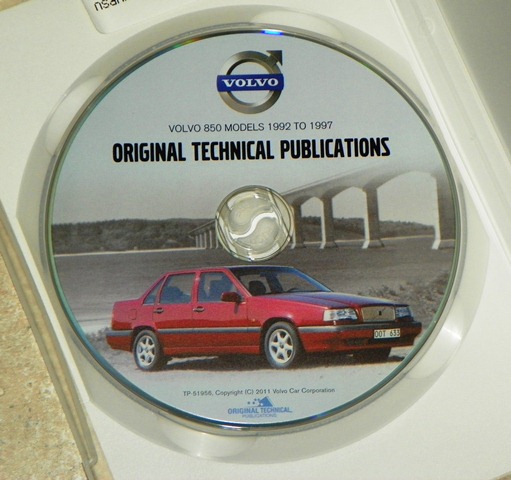 VOLVO
VOLVO 850 MODELS 1992 TO 1997
ORIGINAL TECHNICAL PUBLICATIONS
TP-51956, Copyright (C) 2011 Volvo Car Corporation
ORIGINAL TECHNICAL
PUBLICATIONS